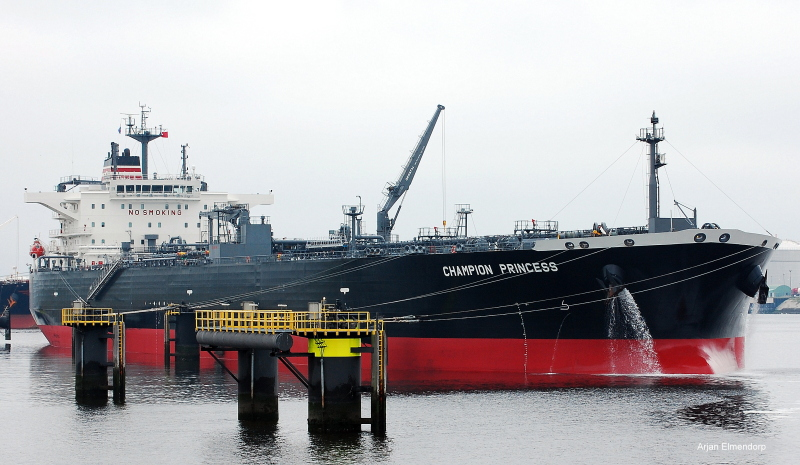 NO SMOKING
CHAMPION PRINCESS
Arjan Elmendorp